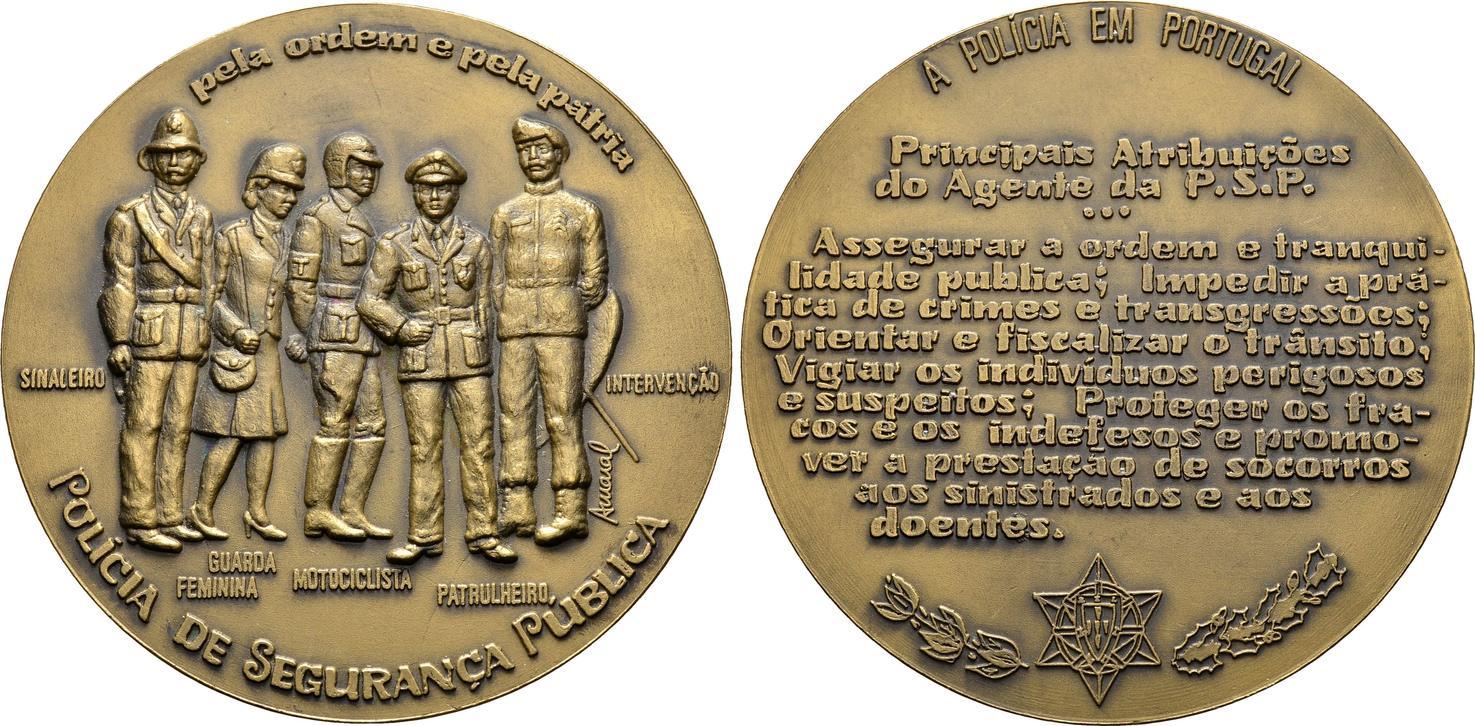 pela ordem e pela pátria
SINALEIRO
INTERVENÇÃO
Amaral
GUARDA
FEMININA
MOTOCICLISTA
PATRULHEIRO
POLÍCIA DE SEGURANÇA PÚBLICA
A POLÍCIA EM PORTUGAL
Principais Atribuições
do Agente da P.S.P.
...
Assegurar a ordem e tranqui-
lidade publica; Impedir a prá-
tica de crimes e transgressões;
Orientar e fiscalizar o trânsito;
Vigiar os indivíduos perigosos
e suspeitos; Proteger os fra-
cos e os indefesos e promo-
ver a prestação de socorros
aos sinistrados e aos
doentes.